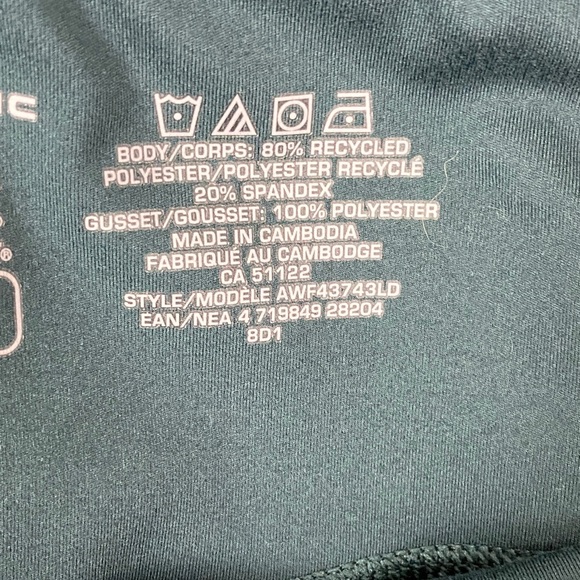 BODY/CORPS: 80% RECYCLED
POLYESTER/POLYESTER RECYCLÉ
20% SPANDEX
GUSSET/GOUSSET: 100% POLYESTER
MADE IN CAMBODIA
FABRIQUÉ AU CAMBODGE
CA 51122
STYLE/MODÈLE AWF43743LD
EAN/NEA 4 719849 28204
8D1